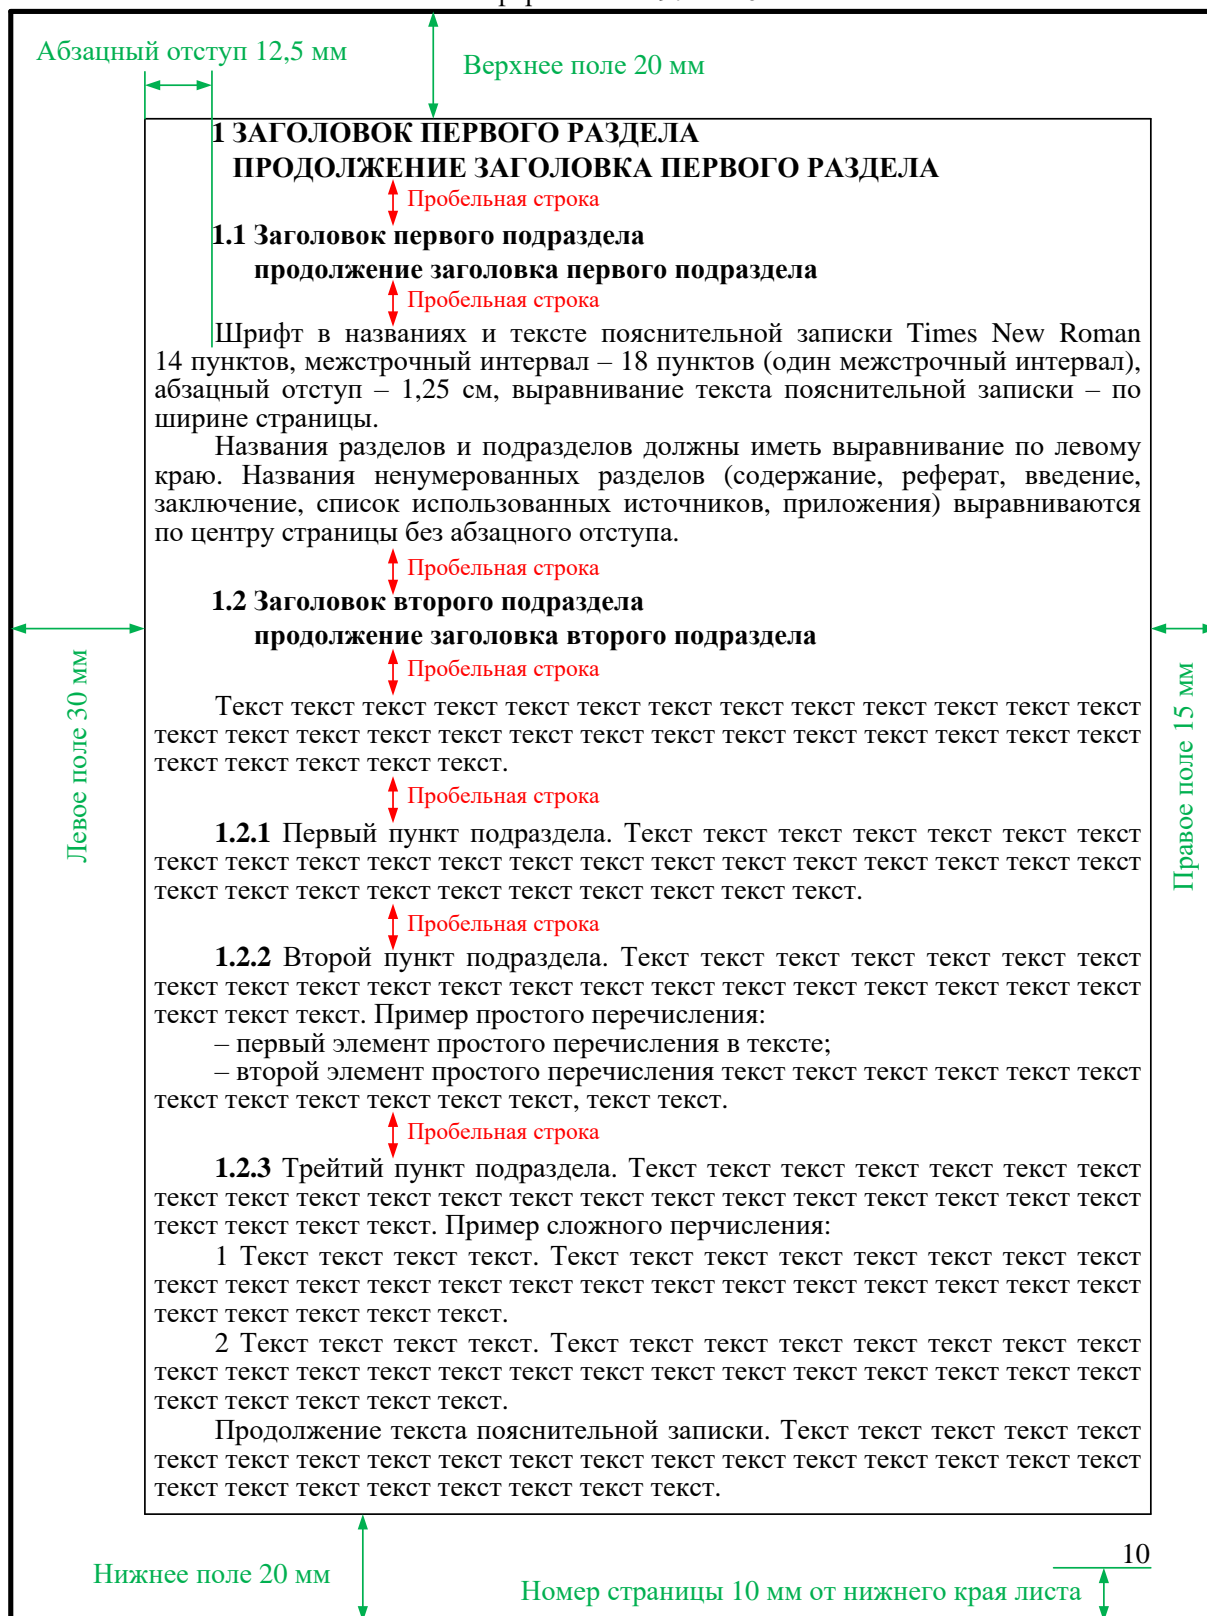 Абзацный отступ 12,5 мм
Верхнее поле 20 мм
1 ЗАГОЛОВОК ПЕРВОГО РАЗДЕЛА
ПРОДОЛЖЕНИЕ ЗАГОЛОВКА ПЕРВОГО РАЗДЕЛА
Пробельная строка
1.1 Заголовок первого подраздела
продолжение заголовка первого подраздела
Пробельная строка
Шрифт в названиях и тексте пояснительной записки Times New Roman
14 пунктов, межстрочный интервал – 18 пунктов (один межстрочный интервал),
абзацный отступ – 1,25 см, выравнивание текста пояснительной записки – по
ширине страницы.
Названия разделов и подразделов должны иметь выравнивание по левому
краю. Названия ненумерованных разделов (содержание, реферат, введение,
заключение, список использованных источников, приложения) выравниваются
по центру страницы без абзацного отступа.
Пробельная строка
1.2 Заголовок второго подраздела
продолжение заголовка второго подраздела
Пробельная строка
Левое поле 30 мм
Правое поле 15 мм
Текст текст текст текст текст текст текст текст текст текст текст текст текст
текст текст текст текст текст текст текст текст текст текст текст текст текст текст
текст текст текст текст текст.
Пробельная строка
1.2.1 Первый пункт подраздела. Текст текст текст текст текст текст текст
текст текст текст текст текст текст текст текст текст текст текст текст текст текст
текст текст текст текст текст текст текст текст текст текст.
Пробельная строка
1.2.2 Второй пункт подраздела. Текст текст текст текст текст текст текст
текст текст текст текст текст текст текст текст текст текст текст текст текст текст
текст текст текст. Пример простого перечисления:
– первый элемент простого перечисления в тексте;
– второй элемент простого перечисления текст текст текст текст текст текст
текст текст текст текст текст текст, текст текст.
Пробельная строка
1.2.3 Трейтий пункт подраздела. Текст текст текст текст текст текст текст
текст текст текст текст текст текст текст текст текст текст текст текст текст текст
текст текст текст текст. Пример сложного перчисления:
1 Текст текст текст текст. Текст текст текст текст текст текст текст текст
текст текст текст текст текст текст текст текст текст текст текст текст текст текст
текст текст текст текст текст.
2 Текст текст текст текст. Текст текст текст текст текст текст текст текст
текст текст текст текст текст текст текст текст текст текст текст текст текст текст
текст текст текст текст текст.
Продолжение текста пояснительной записки. Текст текст текст текст текст
текст текст текст текст текст текст текст текст текст текст текст текст текст текст
текст текст текст текст текст текст текст текст.
10
Нижнее поле 20 мм
Номер страницы 10 мм от нижнего края листа